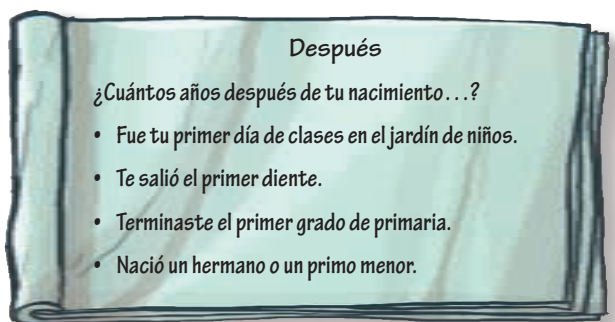 Después
¿Cuántos años después de tu nacimiento...?
• Fue tu primer día de clases en el jardín de niños.
• Te salió el primer diente.
• Terminaste el primer grado de primaria.
• Nació un hermano o un primo menor.